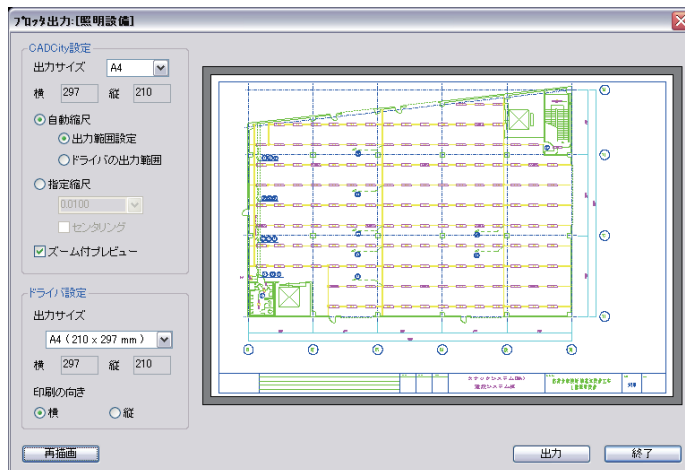 プロッタ出力:[照明設備]
CADCity設定
出力サイズ A4
横 297 縦 210
自動縮尺
出力範囲設定
ドライバの出力範囲
指定縮尺
0.0100
センタリング
ズーム付プレビュー
ドライバ設定
出力サイズ
A4 ( 210 x 297 mm )
横 297 縦 210
印刷の向き
横 縦
再描画 出力 終了